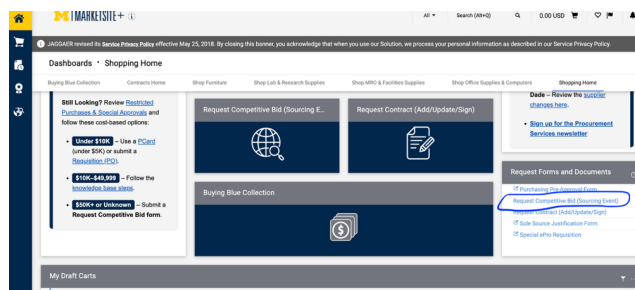 M | MARKETSITE+
All
Search (Alt+Q)
0.00 USD
JAGGAER revised its Service Privacy Policy effective May 25, 2018. By closing this banner, you acknowledge that when you use our Solution, we process your personal information as described in our Service Privacy Policy.
Dashboards • Shopping Home
Buying Blue Collection
Contracts Home
Shop Furniture
Shop Lab & Research Supplies
Shop MRO & Facilities Supplies
Shop Office Supplies & Computers
Shopping Home
Still Looking? Review Restricted
Purchases & Special Approvals and
follow these cost-based options:
• Under $10K – Use a PCard
(under $5K) or submit a
Requisition (PO).
• $10K–$49,999 – Follow the
knowledge base steps.
• $50K+ or Unknown – Submit a
Request Competitive Bid form.
Request Competitive Bid (Sourcing E...
Request Contract (Add/Update/Sign)
Buying Blue Collection
Dade – Review the supplier
changes here.
• Sign up for the Procurement
Services newsletter
Request Forms and Documents
Purchasing Pre-Approval Form
Request Competitive Bid (Sourcing Event)
Request Contract (Add/Update/Sign)
Sole Source Justification Form
Special ePro Requisition
My Draft Carts